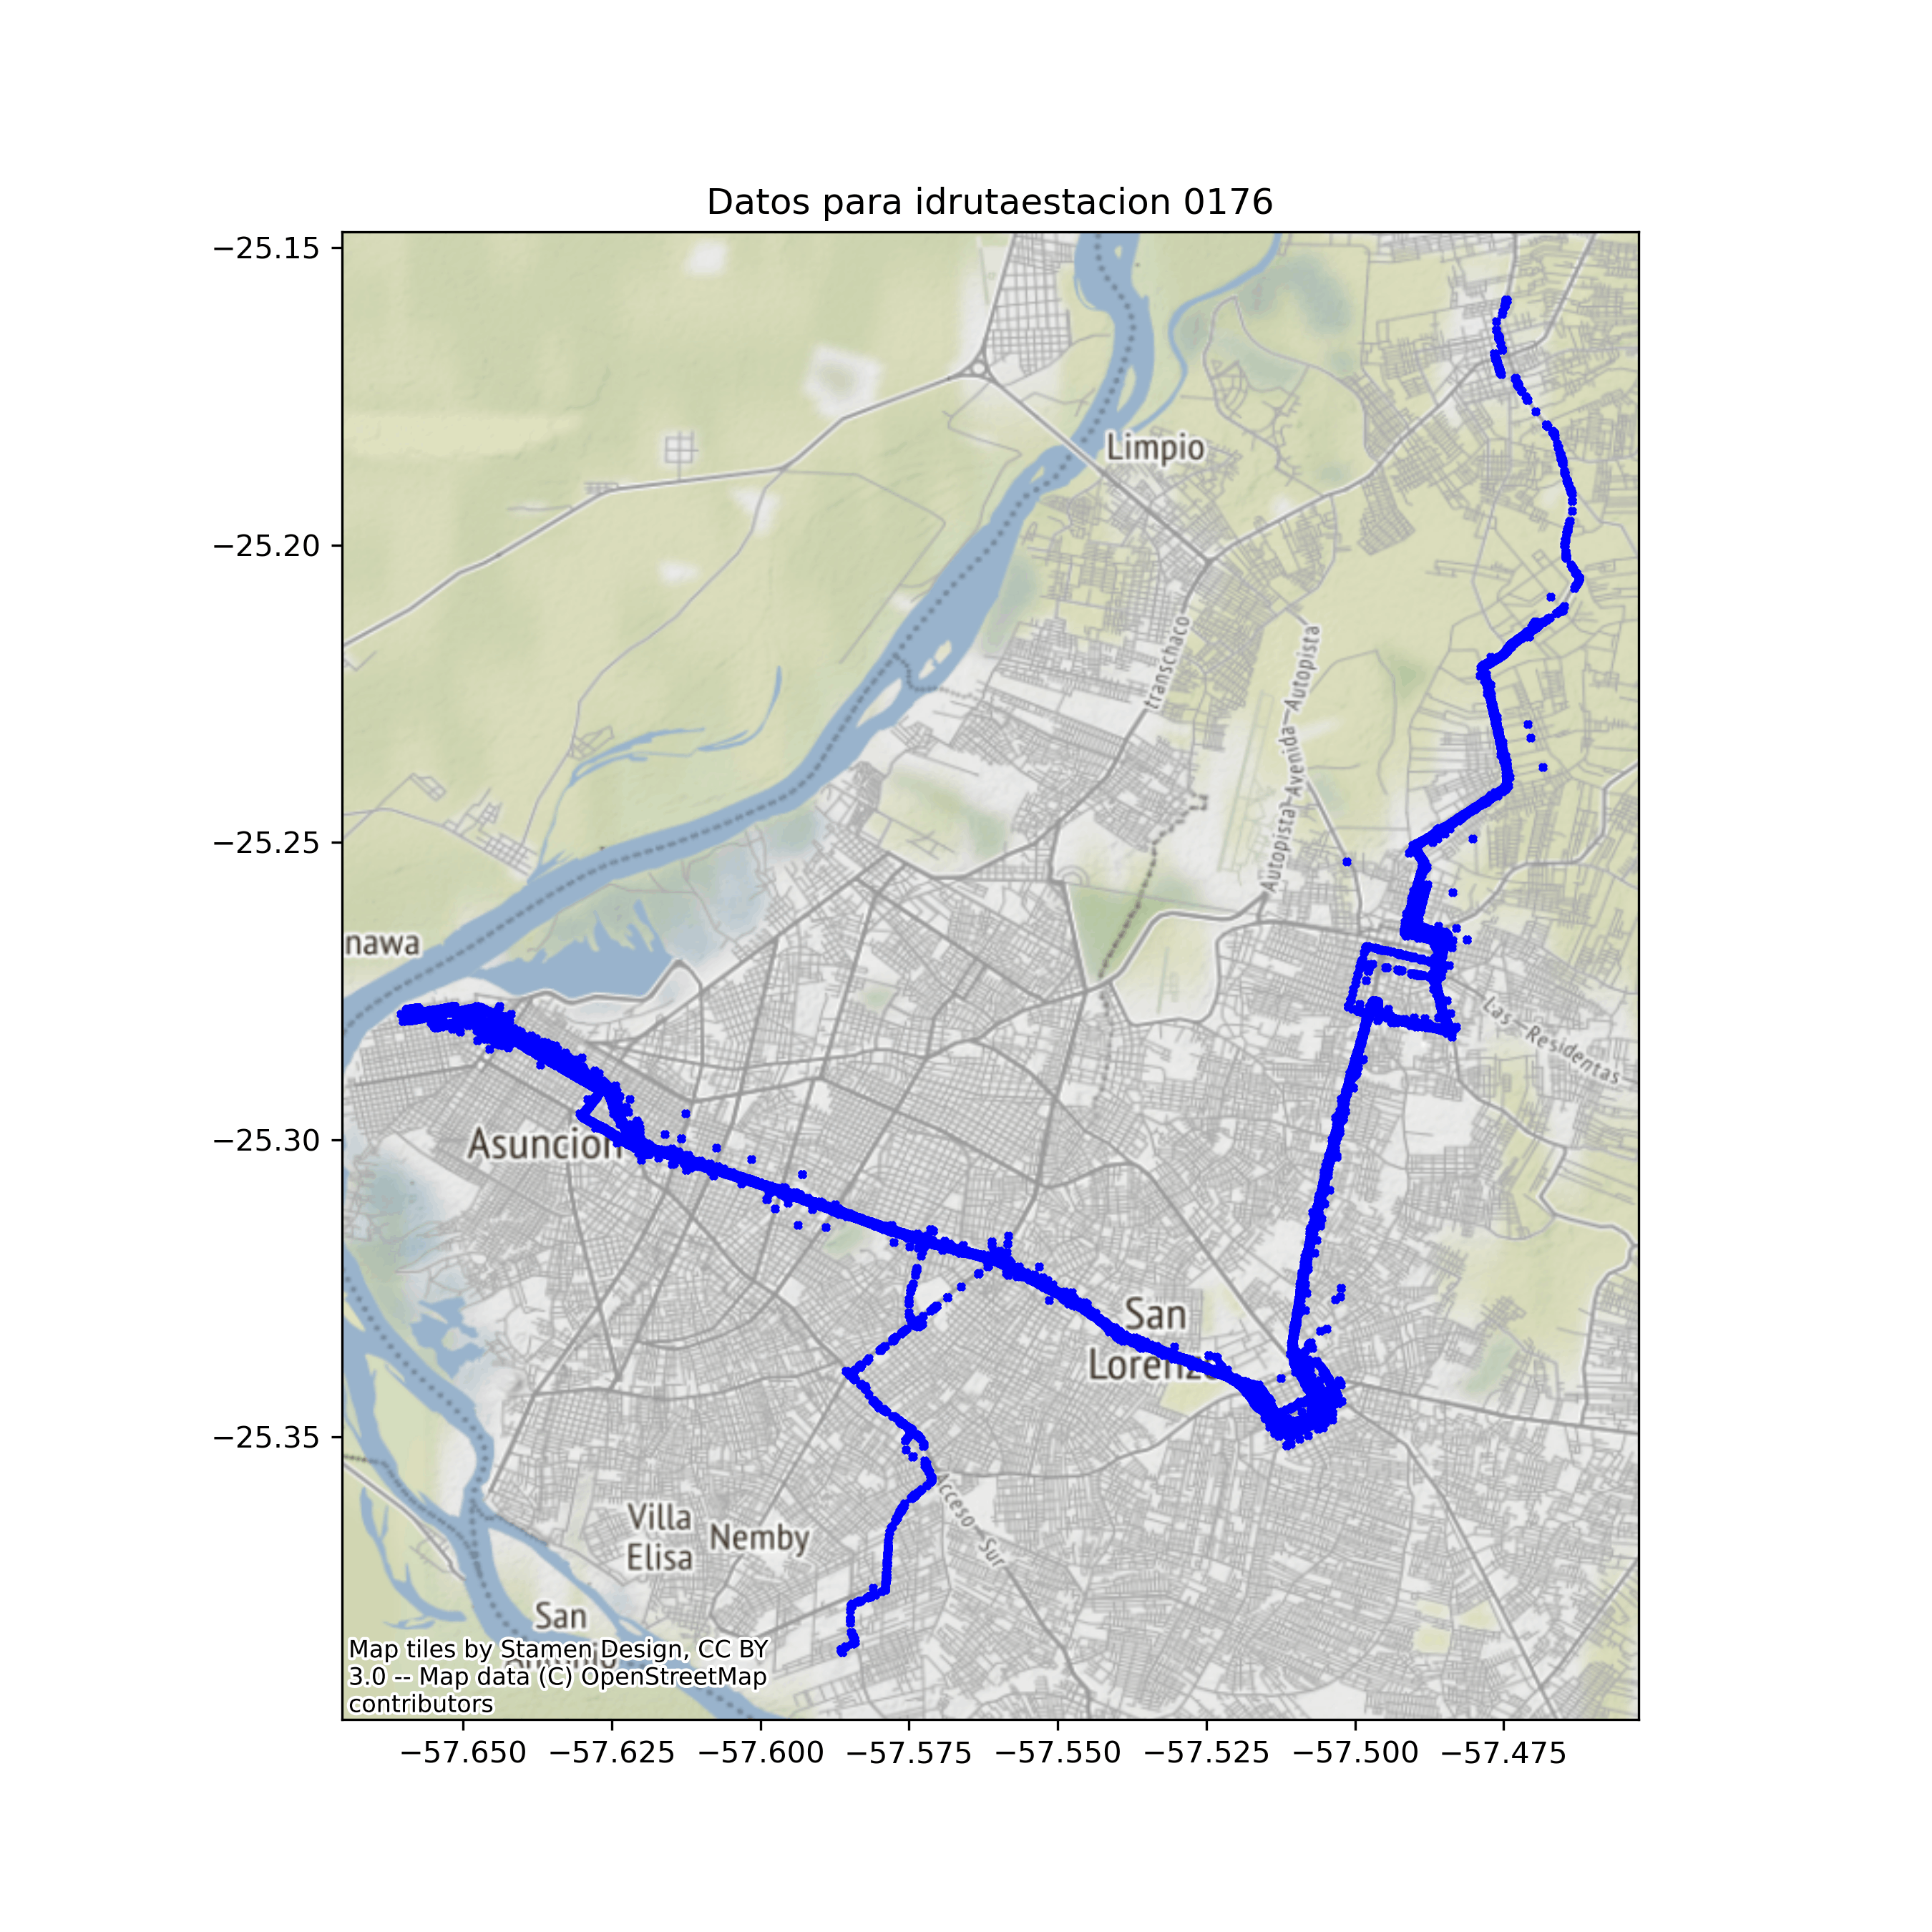 Datos para idrutaestacion 0176
−25.15
−25.20
−25.25
−25.30
−25.35
Limpio
transchaco
Autopista-Avenida-Autopista
nawa
Las-Residentas
Asuncion
San
Lorenzo
Acceso-Sur
Villa
Elisa
Nemby
San
Antonio
Map tiles by Stamen Design, CC BY
3.0 -- Map data (C) OpenStreetMap
contributors
−57.650 −57.625 −57.600 −57.575 −57.550 −57.525 −57.500 −57.475